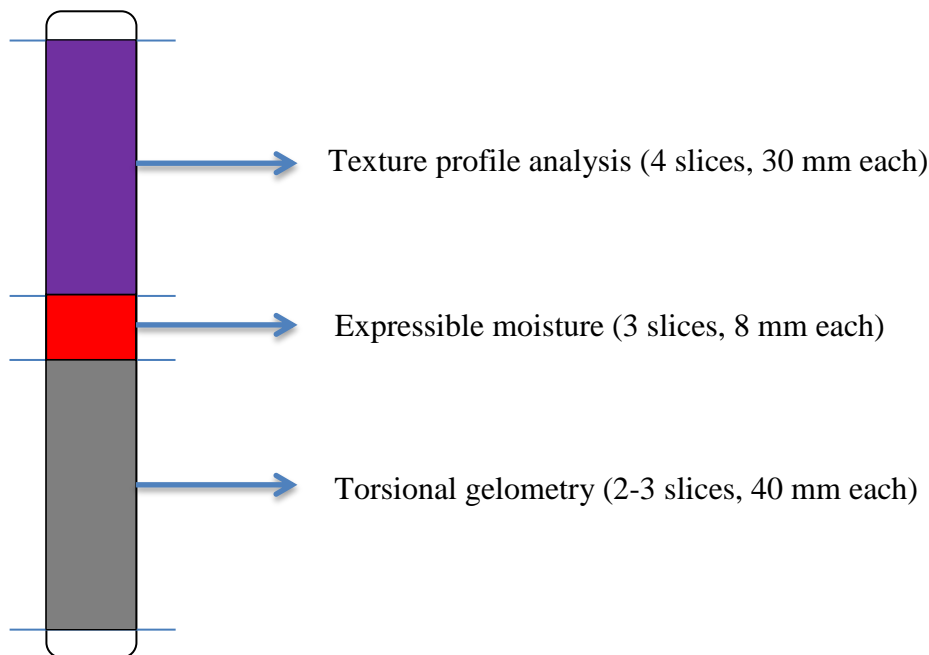 Texture profile analysis (4 slices, 30 mm each)
Expressible moisture (3 slices, 8 mm each)
Torsional gelometry (2-3 slices, 40 mm each)